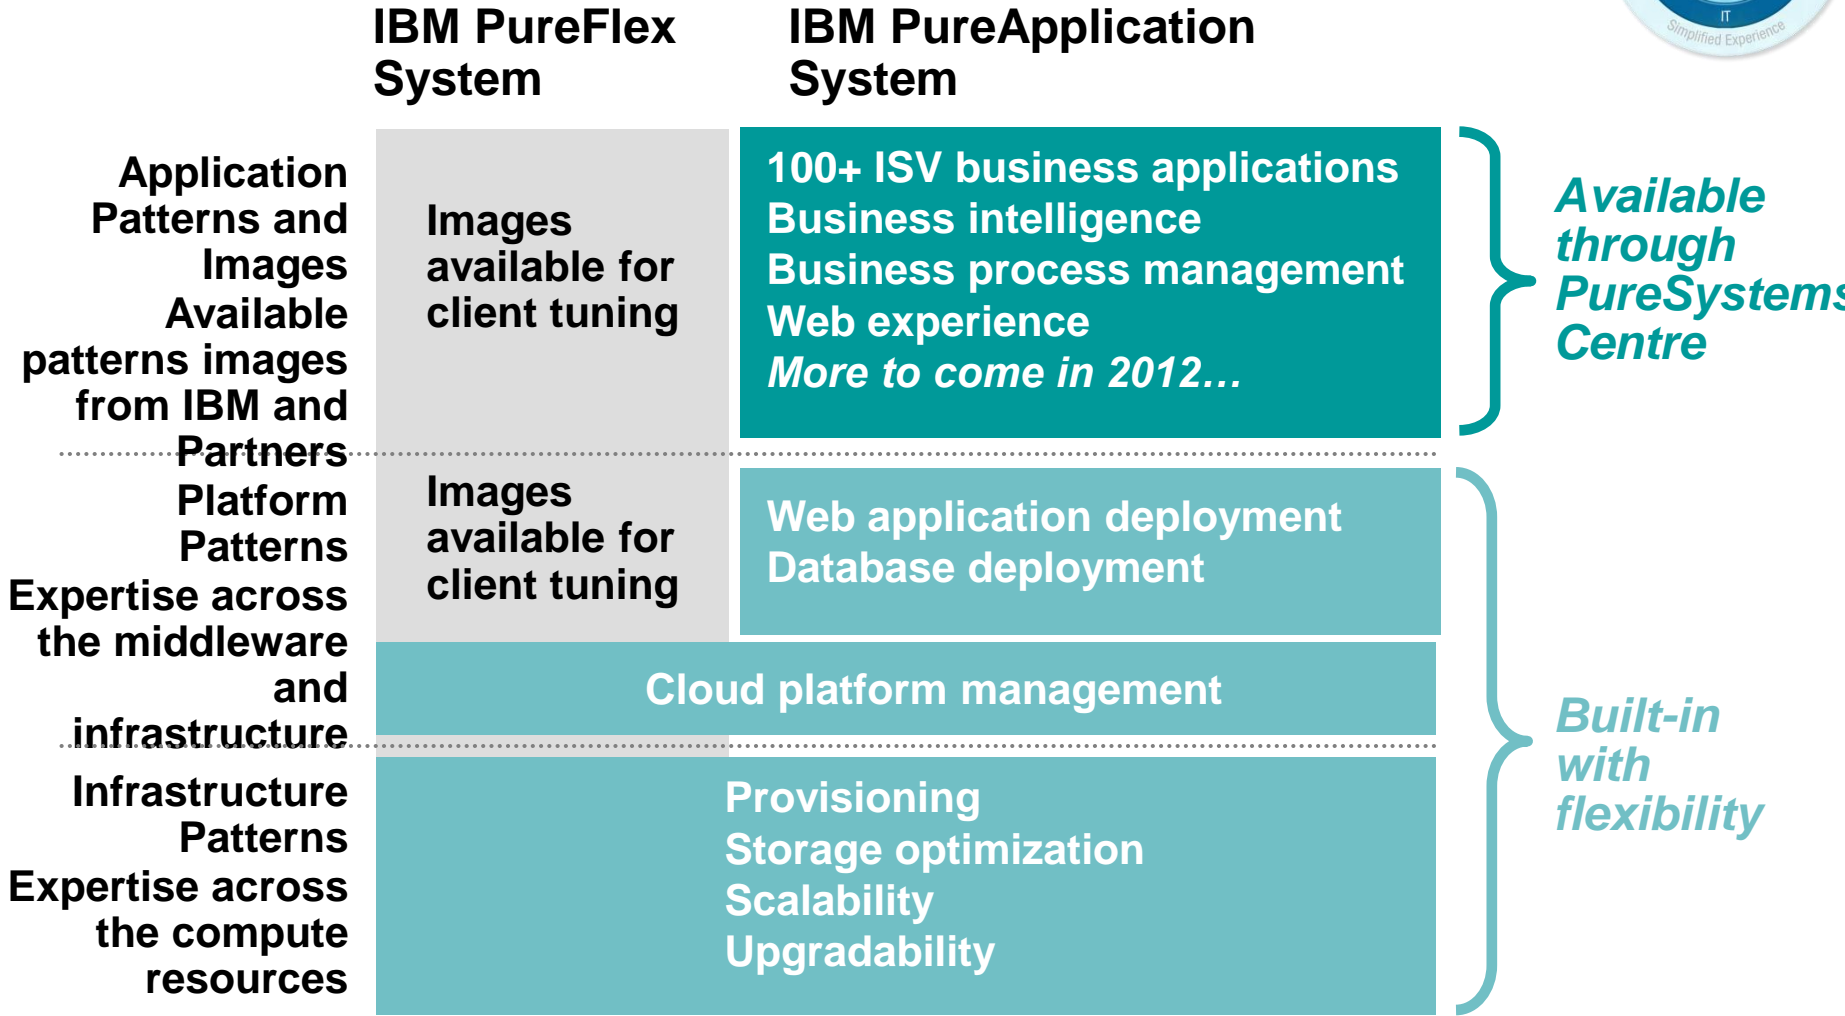 IBM PureFlex
System
IBM PureApplication
System
IT
Simplified Experience
Application
Patterns and
Images
Available
patterns images
from IBM and
Partners
Images
available for
client tuning
100+ ISV business applications
Business intelligence
Business process management
Web experience
More to come in 2012…
Available
through
PureSystems
Centre
Platform
Patterns
Expertise across
the middleware
and
infrastructure
Images
available for
client tuning
Web application deployment
Database deployment
Cloud platform management
Built-in
with
flexibility
Infrastructure
Patterns
Expertise across
the compute
resources
Provisioning
Storage optimization
Scalability
Upgradability